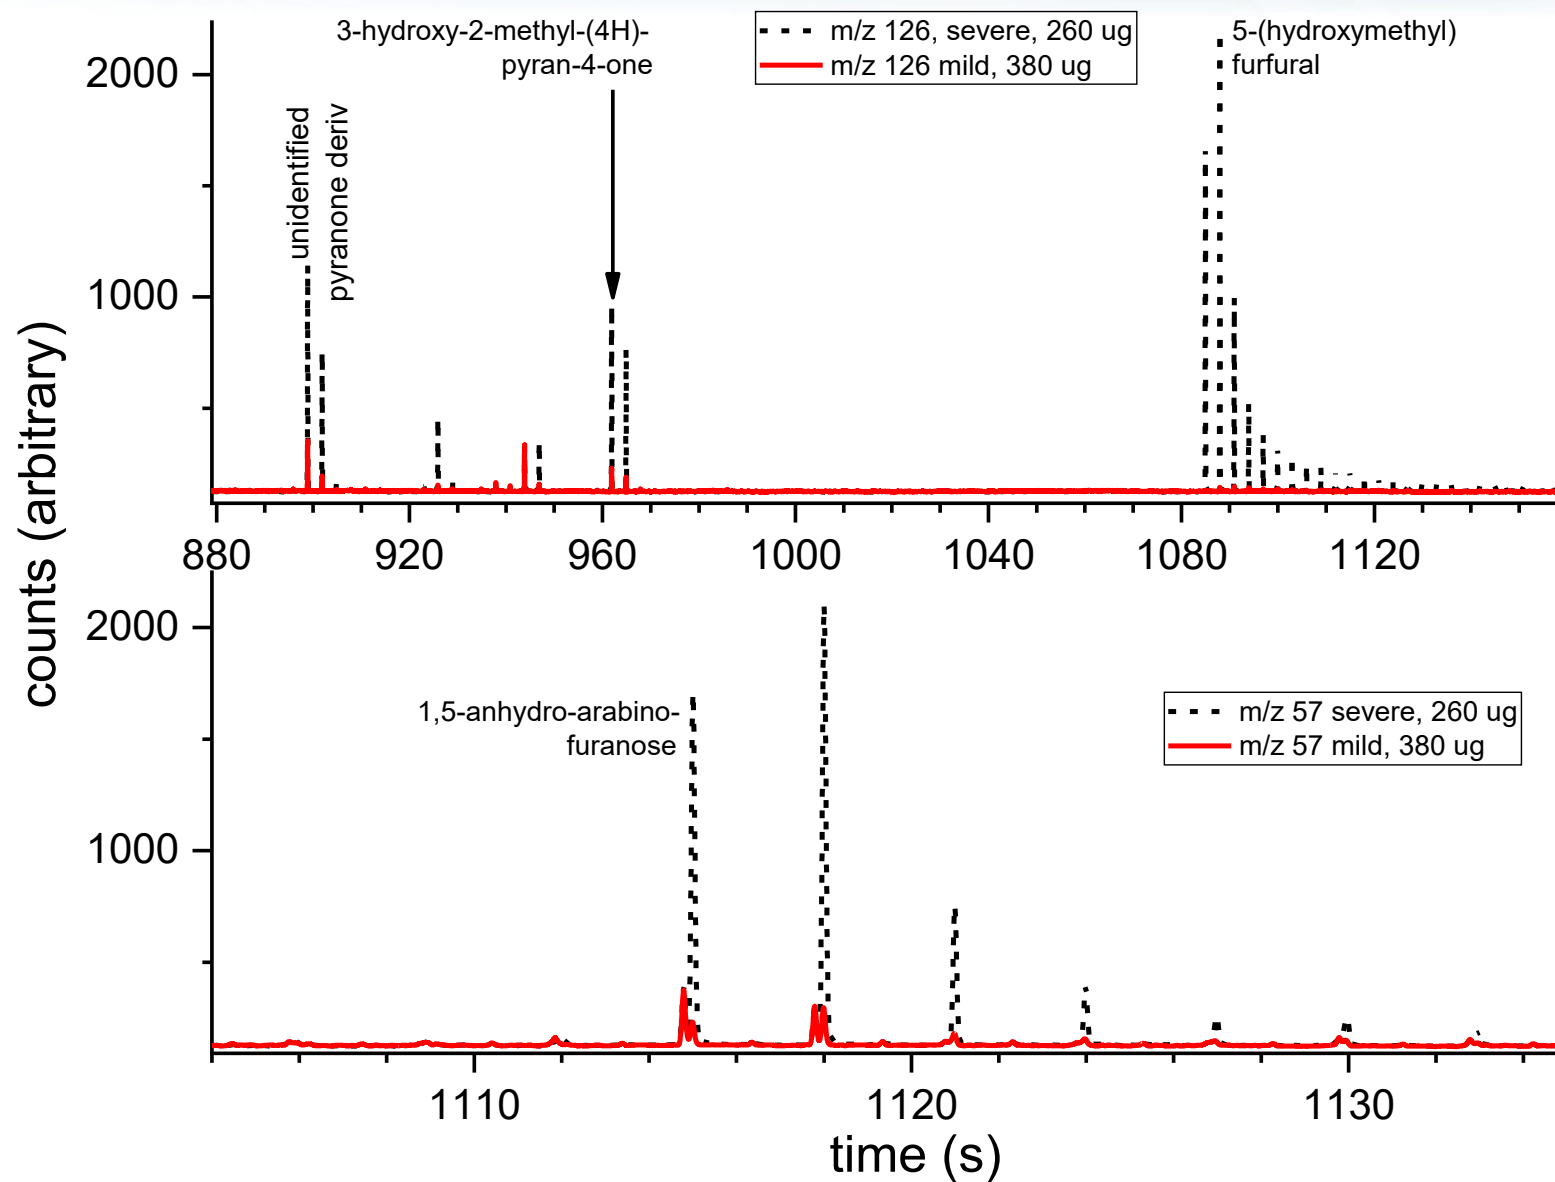 3-hydroxy-2-methyl-(4H)-
pyran-4-one
m/z 126, severe, 260 ug
m/z 126 mild, 380 ug
5-(hydroxymethyl)
furfural
unidentified
pyranone deriv
2000
1000
880 920 960 1000 1040 1080 1120
counts (arbitrary)
2000
1000
1,5-anhydro-arabino-
furanose
m/z 57 severe, 260 ug
m/z 57 mild, 380 ug
1110 1120 1130
time (s)